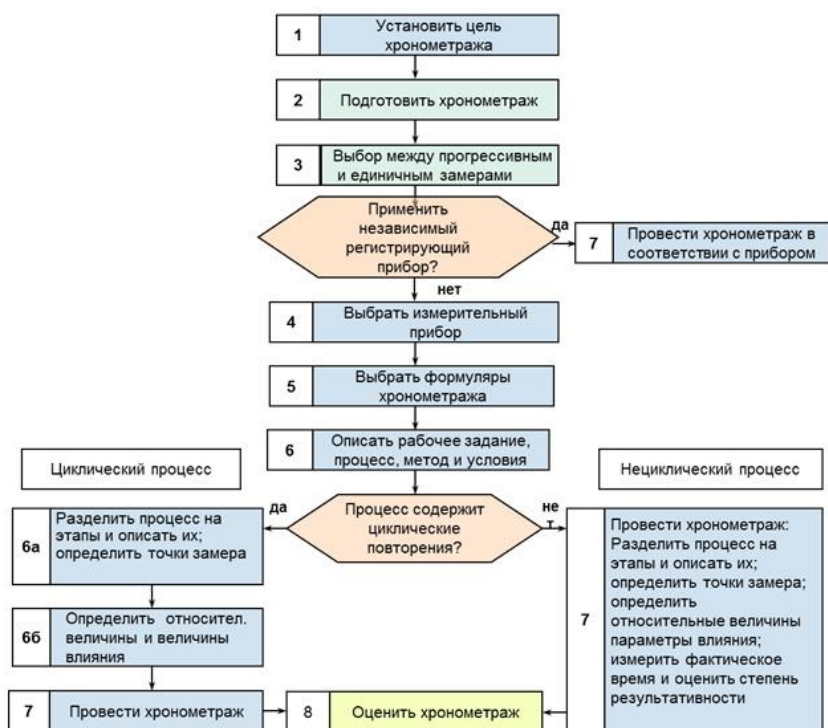 1
Установить цель
хронометража
2
Подготовить хронометраж
3
Выбор между прогрессивным
и единичным замерами
Применить
независимый
регистрирующий
прибор?
да
7
Провести хронометраж в
соответствии с прибором
нет
4
Выбрать измерительный
прибор
5
Выбрать формуляры
хронометража
6
Описать рабочее задание,
процесс, метод и условия
Циклический процесс
Нециклический процесс
Процесс содержит
циклические
повторения?
да
не
т
6а
Разделить процесс на
этапы и описать их;
определить точки замера
6б
Определить относител.
величины и величины
влияния
7
Провести хронометраж
7
Провести хронометраж:
Разделить процесс на
этапы и описать их;
определить точки замера;
определить
относительные величины
параметры влияния;
измерить фактическое
время и оценить степень
результативности
8
Оценить хронометраж